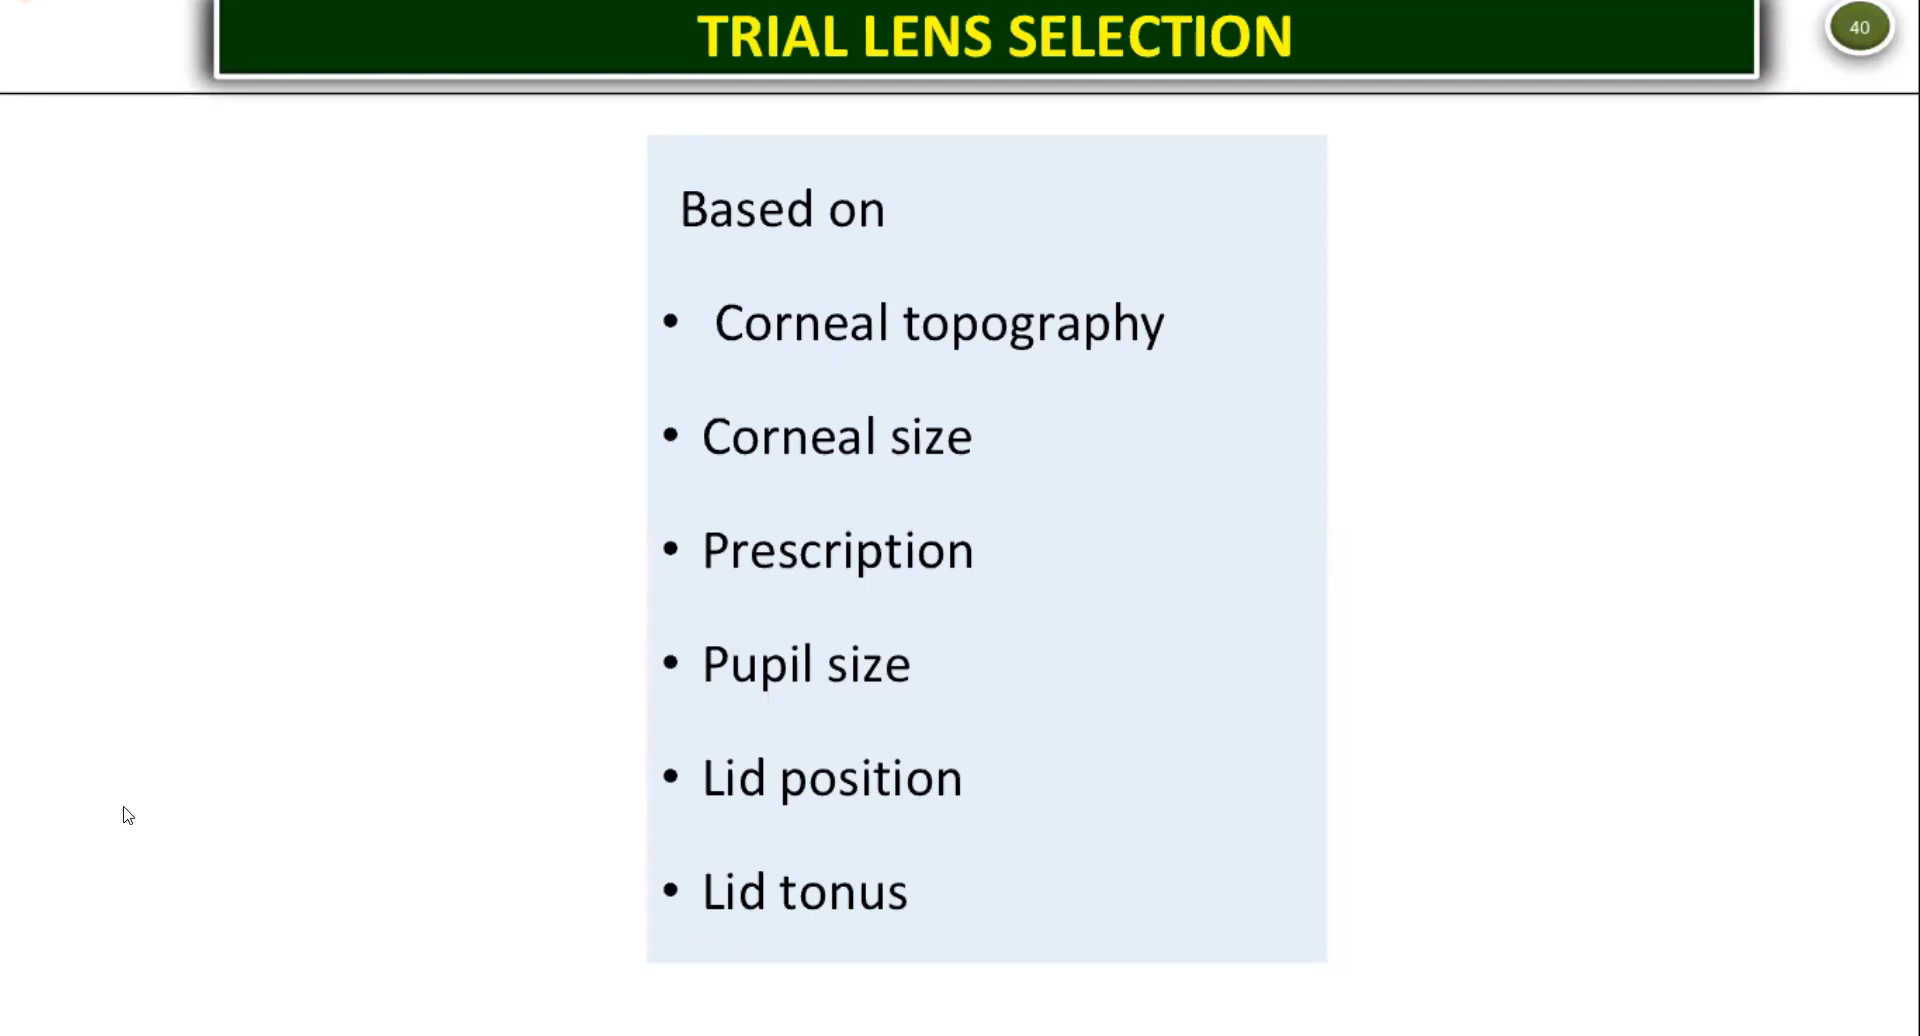 TRIAL LENS SELECTION
40
Based on
• Corneal topography
• Corneal size
• Prescription
• Pupil size
• Lid position
• Lid tonus